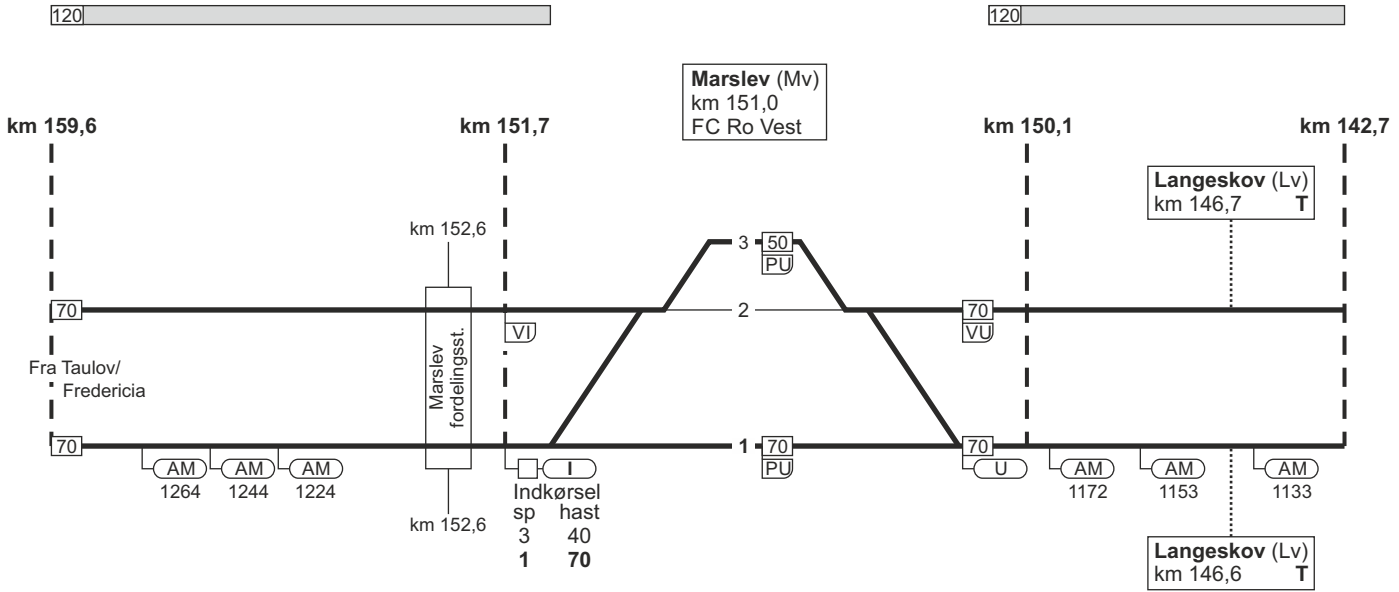 120
120
Marslev (Mv)
km 151,0
FC Ro Vest
km 159,6
km 151,7
km 150,1
km 142,7
Langeskov (Lv)
km 146,7 T
km 152,6
3 50
PU
70
2
70
VI
VU
Marslev
fordelingsst.
Fra Taulov/
Fredericia
70
1 70
70
AM
1264
AM
1244
AM
1224
I
PU
U
AM
1172
AM
1153
AM
1133
Indkørsel
sp hast
3 40
1 70
km 152,6
Langeskov (Lv)
km 146,6 T